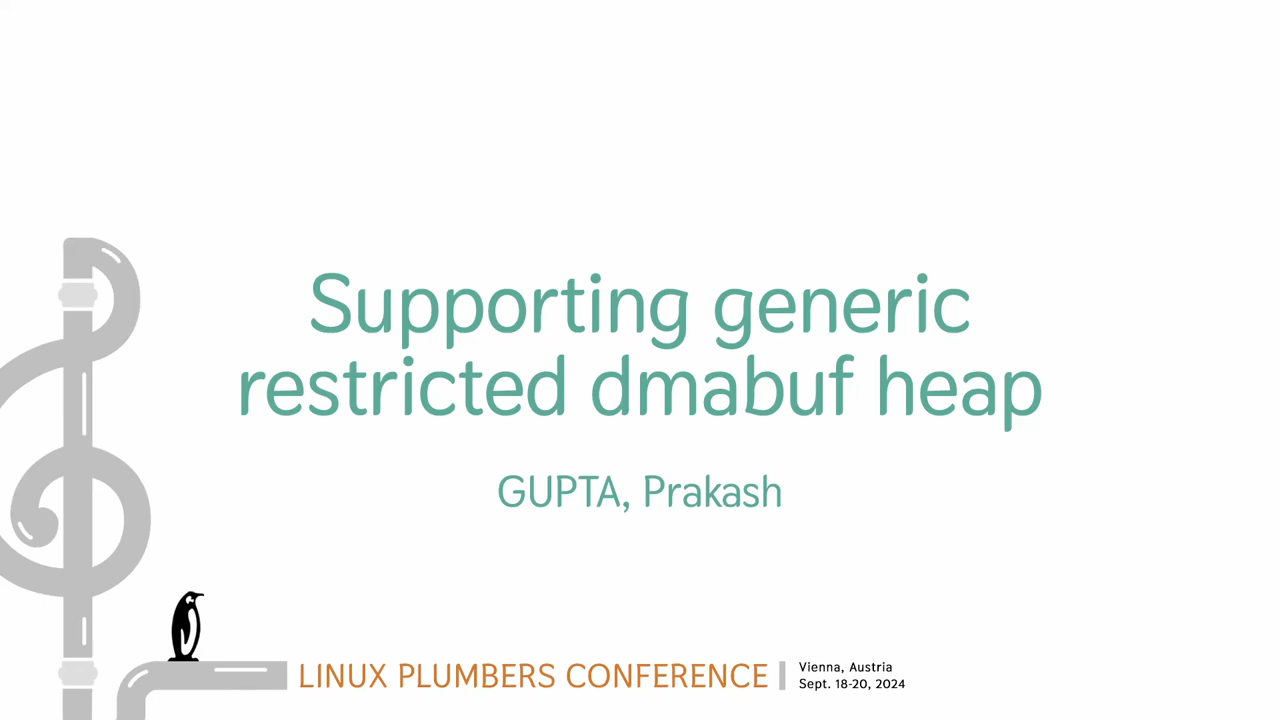 Supporting generic
restricted dmabuf heap
GUPTA, Prakash
LINUX PLUMBERS CONFERENCE
Vienna, Austria
Sept. 18-20, 2024